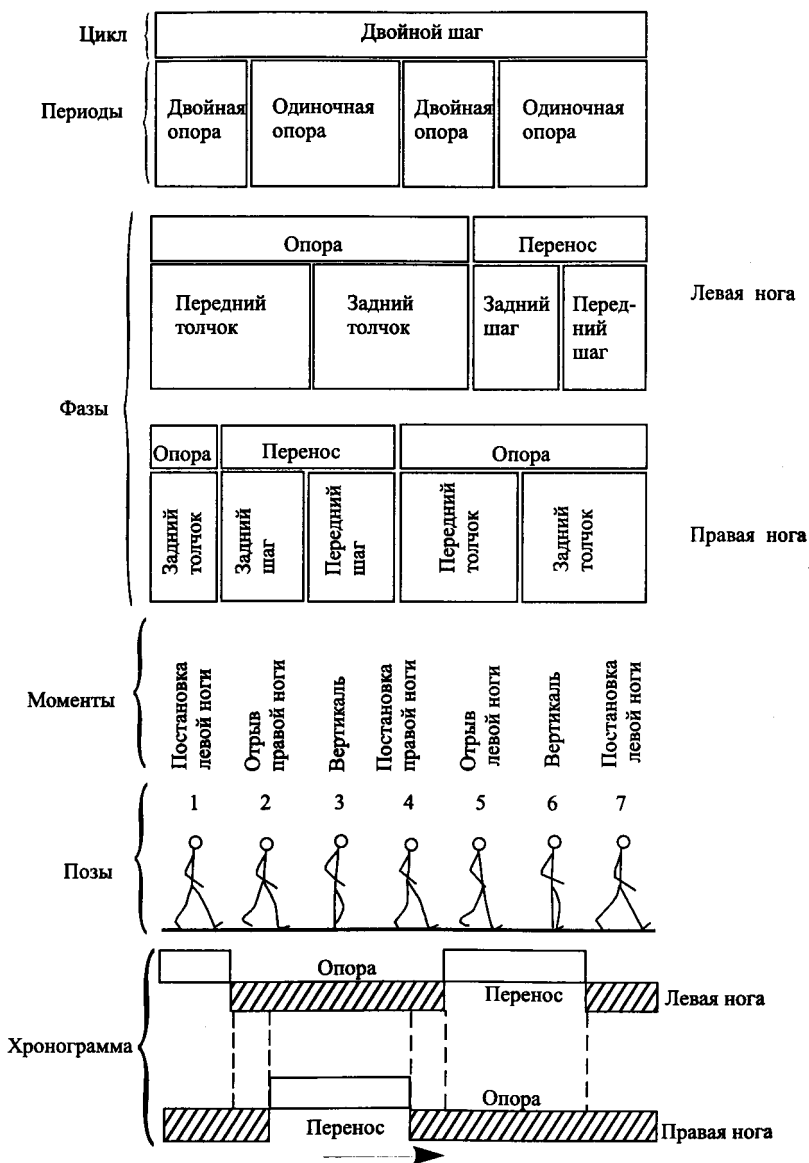 Цикл
Двойной шаг
Периоды
Двойная
опора
Одиночная
опора
Двойная
опора
Одиночная
опора
Фазы
Опора
Перенос
Передний
толчок
Задний
толчок
Задний
шаг
Перед-
ний
шаг
Левая нога
Опора
Перенос
Опора
Задний
толчок
Задний
шаг
Передний
шаг
Передний
толчок
Задний
толчок
Правая нога
Моменты
Постановка
левой ноги
Отрыв
правой ноги
Вертикаль
Постановка
правой ноги
Отрыв
левой ноги
Вертикаль
Постановка
левой ноги
Позы
1 2 3 4 5 6 7
Хронограмма
Опора
Перенос
Левая нога
Опора
Перенос
Правая нога